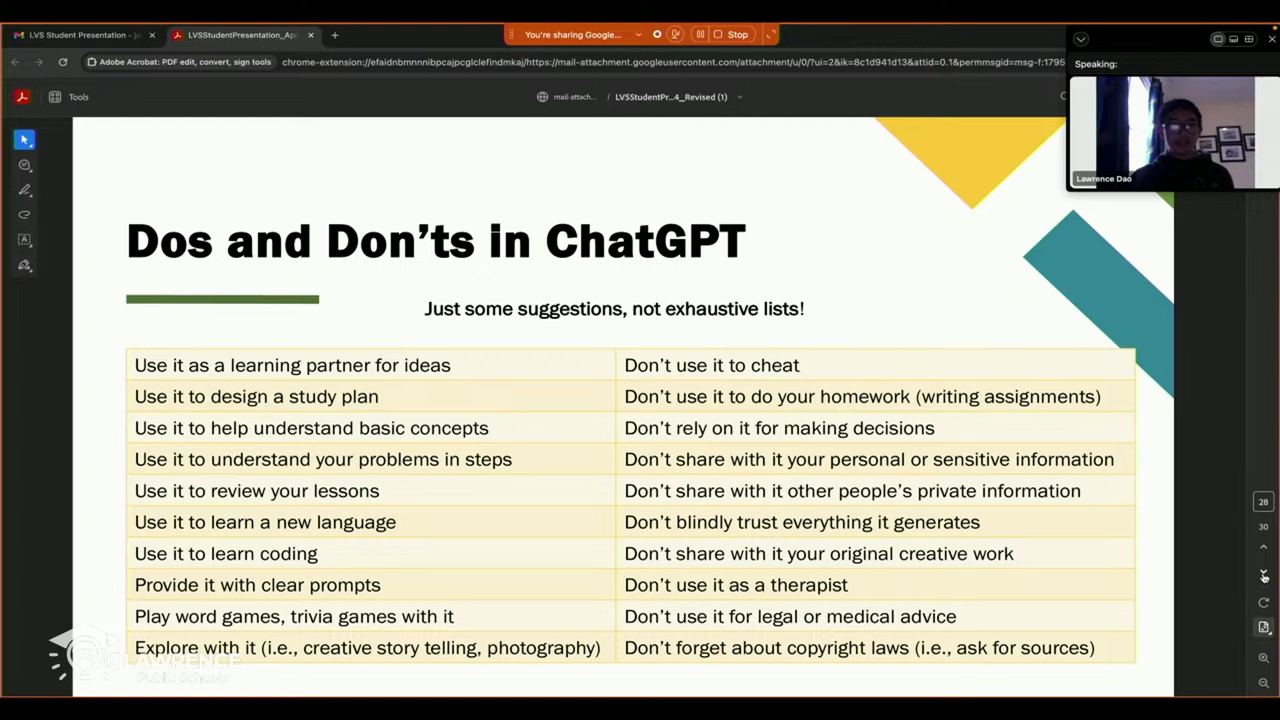 LVS Student Presentation - j
LVSStudentPresentation_Apr
You're sharing Google...
Stop
Adobe Acrobat: PDF edit, convert, sign tools
chrome-extension://efaidnbmnnnibpcajpcglclefindmkaj/https://mail-attachment.googleusercontent.com/attachment/u/0/?ui=2&ik=8c1d941d13&attid=0.1&permmsgid=msg-f:1795
Speaking:
Tools
mail-attach...
LVSStudentPr...4_Revised (1)
Lawrence Dao
Dos and Don'ts in ChatGPT
Just some suggestions, not exhaustive lists!
Use it as a learning partner for ideas
Don't use it to cheat
Use it to design a study plan
Don't use it to do your homework (writing assignments)
Use it to help understand basic concepts
Don't rely on it for making decisions
Use it to understand your problems in steps
Don't share with it your personal or sensitive information
Use it to review your lessons
Don't share with it other people's private information
Use it to learn a new language
Don't blindly trust everything it generates
Use it to learn coding
Don't share with it your original creative work
Provide it with clear prompts
Don't use it as a therapist
Play word games, trivia games with it
Don't use it for legal or medical advice
Explore with it (i.e., creative story telling, photography)
Don't forget about copyright laws (i.e., ask for sources)
28
30
LAWRENCE
Public Schools